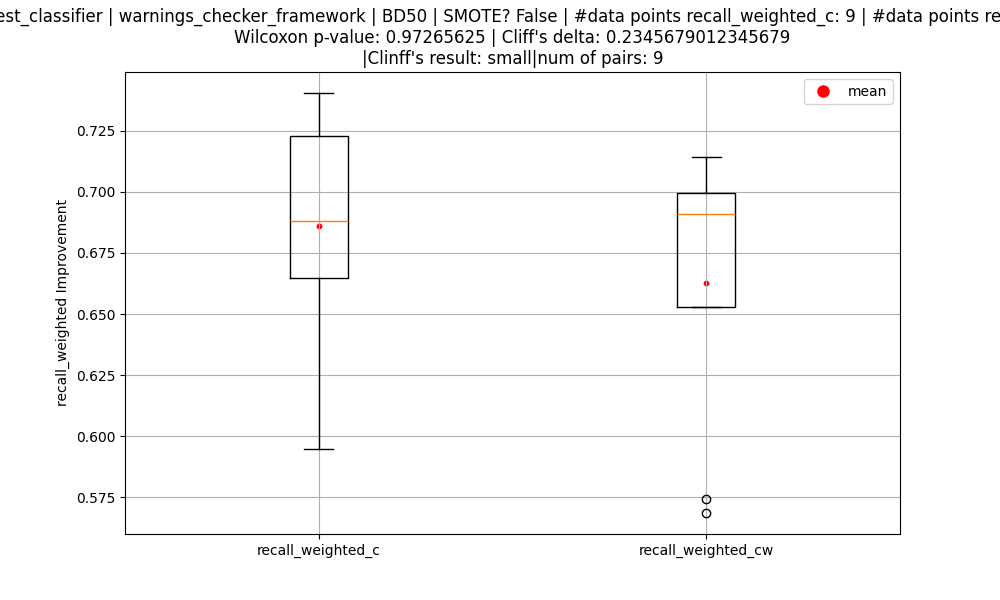 est_classifier | warnings_checker_framework | BD50 | SMOTE? False | #data points recall_weighted_c: 9 | #data points re
Wilcoxon p-value: 0.97265625 | Cliff's delta: 0.2345679012345679
|Clinff's result: small|num of pairs: 9
mean
0.725
0.700
0.675
0.650
0.625
0.600
0.575
recall_weighted Improvement
recall_weighted_c
recall_weighted_cw